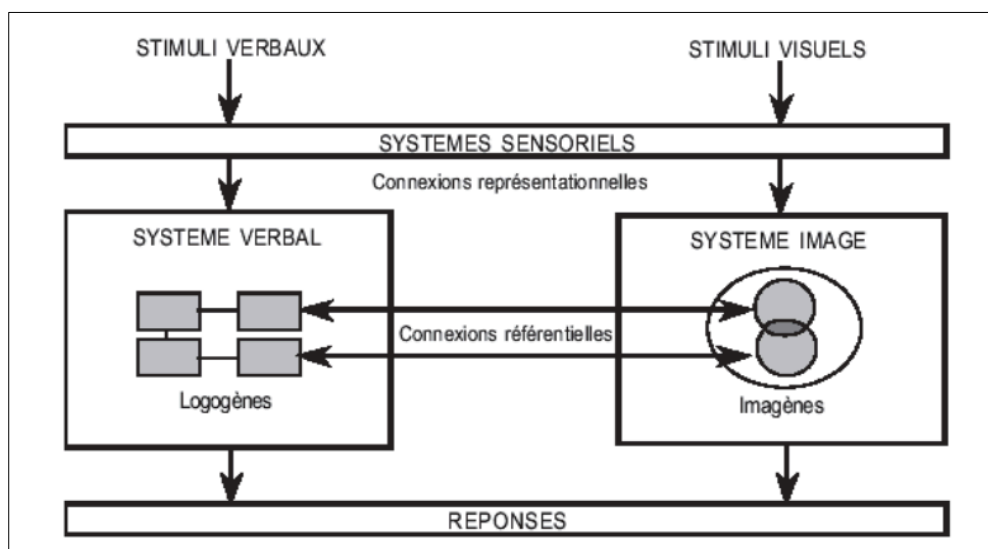 STIMULI VERBAUX
STIMULI VISUELS
SYSTEMES SENSORIELS
Connexions représentationnelles
SYSTEME VERBAL
SYSTEME IMAGE
Connexions référentielles
Logogènes
Imagènes
REPONSES